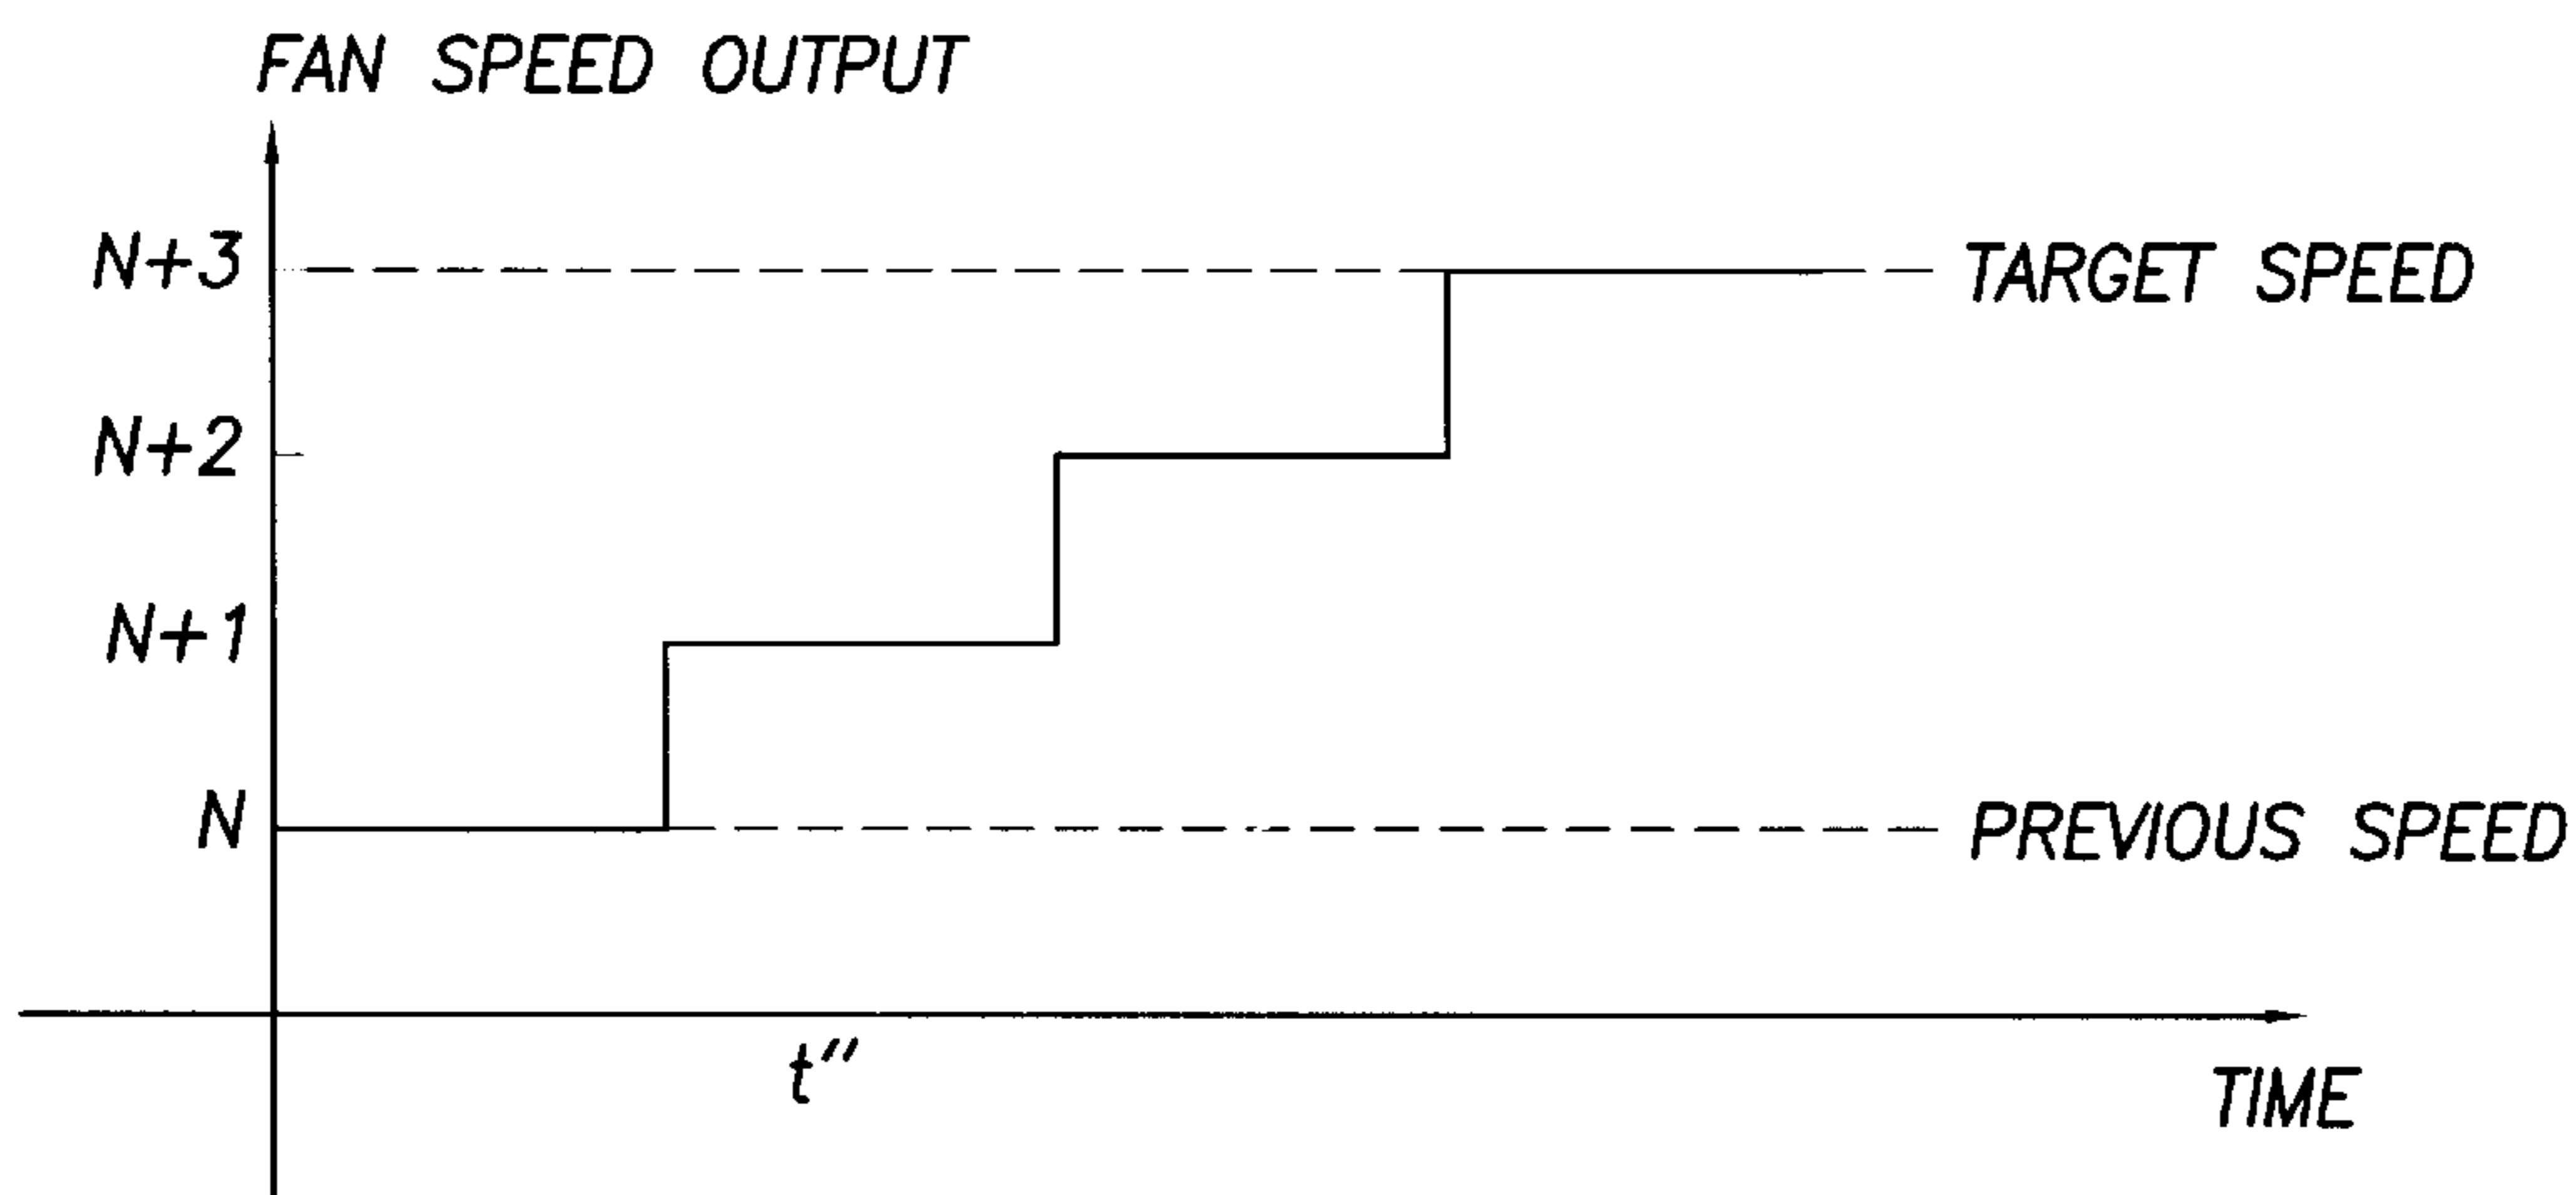 FAN SPEED OUTPUT
N+3
TARGET SPEED
N+2
N+1
N
PREVIOUS SPEED
t″
TIME